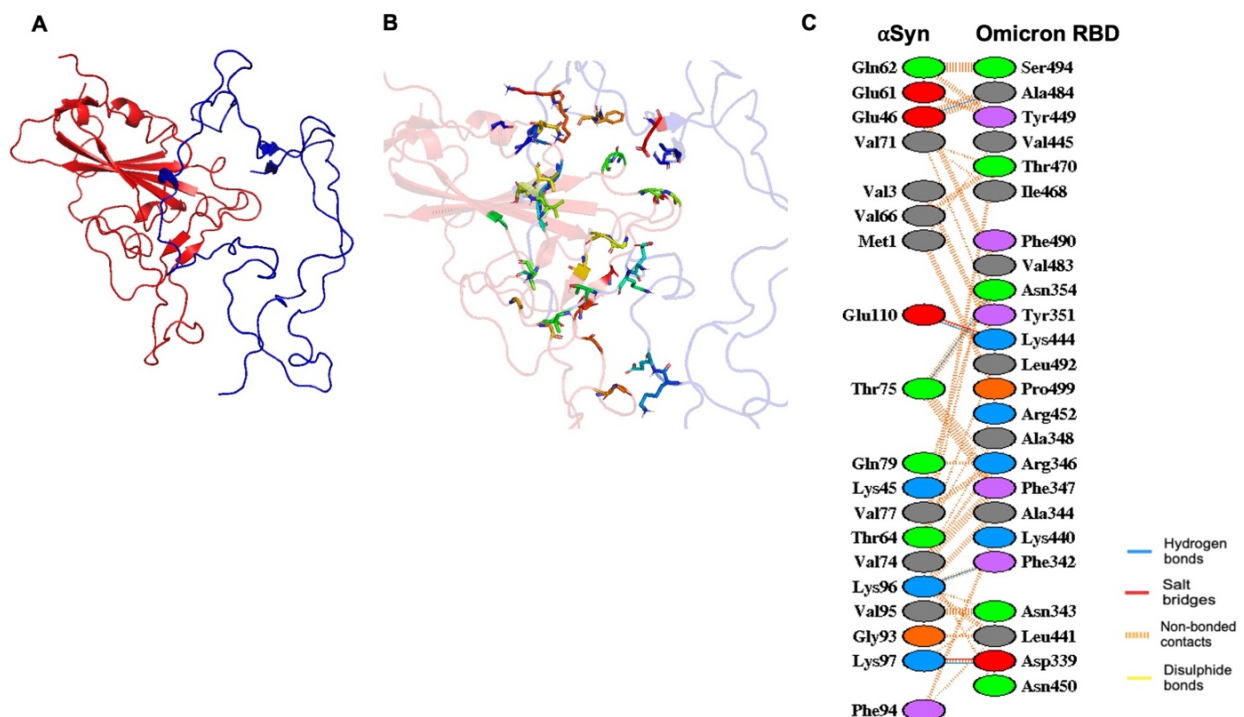 A
B
C
αSyn Omicron RBD
Gln62 Ser494
Glu61 Ala484
Glu46 Tyr449
Val71 Val445
Thr470
Val3 Ile468
Val66
Met1 Phe490
Val483
Asn354
Glu110 Tyr351
Lys444
Leu492
Thr75 Pro499
Arg452
Ala348
Gln79 Arg346
Lys45 Phe347
Val77 Ala344
Thr64 Lys440
Val74 Phe342
Lys96
Val95 Asn343
Gly93 Leu441
Lys97 Asp339
Asn450
Phe94
Hydrogen
bonds
Salt
bridges
Non-bonded
contacts
Disulphide
bonds